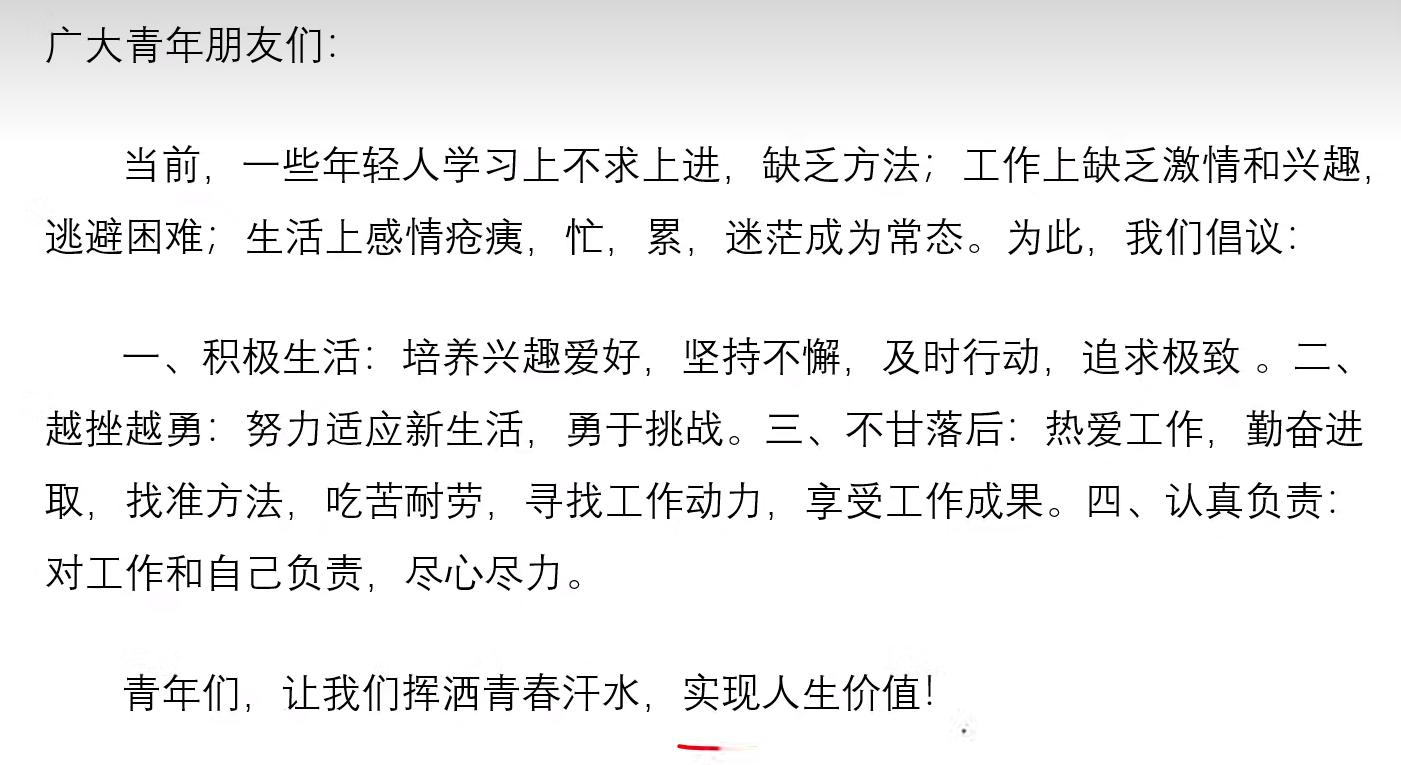 广大青年朋友们：
当前，一些年轻人学习上不求上进，缺乏方法；工作上缺乏激情和兴趣，
逃避困难；生活上感情疮痍，忙，累，迷茫成为常态。为此，我们倡议：
一、积极生活：培养兴趣爱好，坚持不懈，及时行动，追求极致 。二、
越挫越勇：努力适应新生活，勇于挑战。三、不甘落后：热爱工作，勤奋进
取，找准方法，吃苦耐劳，寻找工作动力，享受工作成果。四、认真负责：
对工作和自己负责，尽心尽力。
青年们，让我们挥洒青春汗水，实现人生价值！